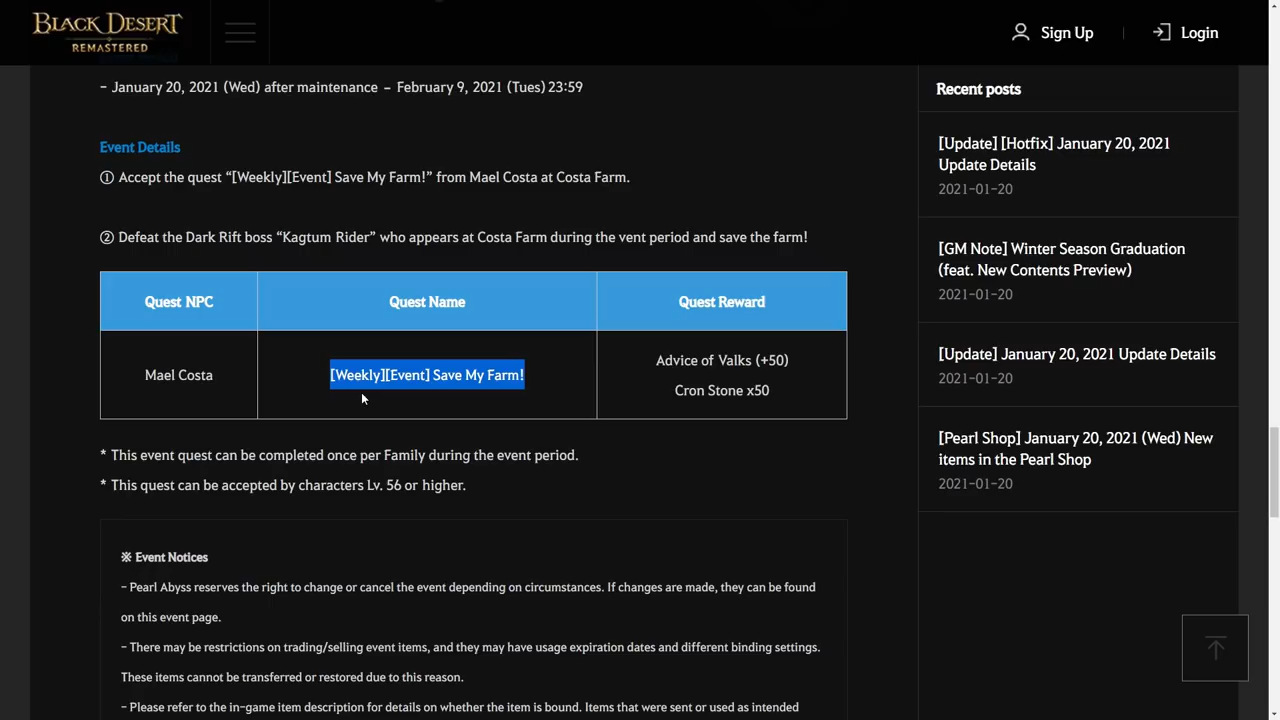 BLACK DESERT
REMASTERED
Sign Up
Login
- January 20, 2021 (Wed) after maintenance - February 9, 2021 (Tues) 23:59
Event Details
① Accept the quest “[Weekly][Event] Save My Farm!” from Mael Costa at Costa Farm.
② Defeat the Dark Rift boss “Kagtum Rider” who appears at Costa Farm during the vent period and save the farm!
Quest NPC
Quest Name
Quest Reward
Mael Costa
[Weekly][Event] Save My Farm!
Advice of Valks (+50)
Cron Stone x50
* This event quest can be completed once per Family during the event period.
* This quest can be accepted by characters Lv. 56 or higher.
※ Event Notices
- Pearl Abyss reserves the right to change or cancel the event depending on circumstances. If changes are made, they can be found
on this event page.
- There may be restrictions on trading/selling event items, and they may have usage expiration dates and different binding settings.
These items cannot be transferred or restored due to this reason.
- Please refer to the in-game item description for details on whether the item is bound. Items that were sent or used as intended
Recent posts
[Update] [Hotfix] January 20, 2021
Update Details
2021-01-20
[GM Note] Winter Season Graduation
(feat. New Contents Preview)
2021-01-20
[Update] January 20, 2021 Update Details
2021-01-20
[Pearl Shop] January 20, 2021 (Wed) New
items in the Pearl Shop
2021-01-20